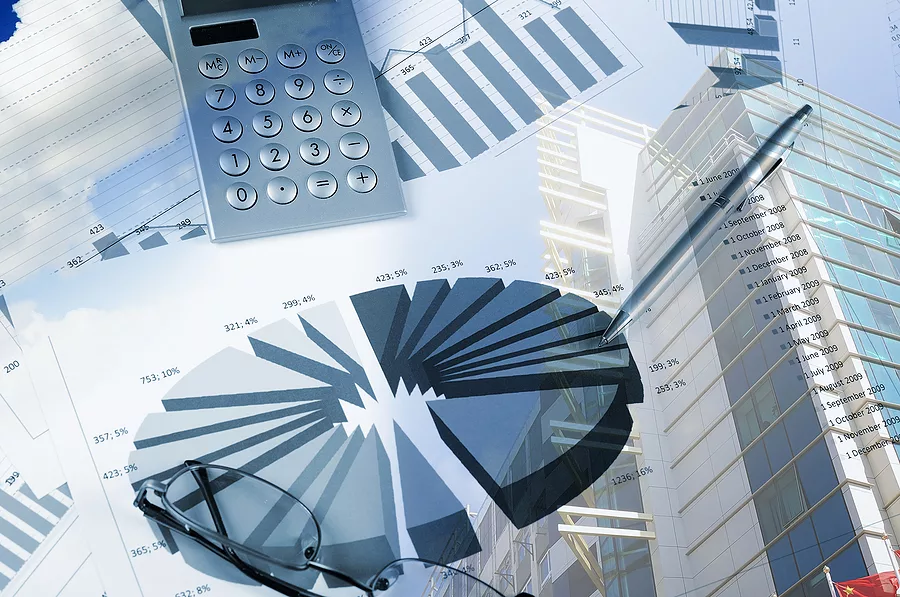 MRC M− M+ ON/CE
7 8 9 ÷
4 5 6 ×
1 2 3 −
0 · = +
365
423
357
321
499
362
423
345
289
200
199
423; 5%
235; 3%
362; 5%
423; 5%
345; 4%
299; 4%
321; 4%
753; 10%
357; 5%
423; 5%
365; 5%
632; 8%
199; 3%
253; 3%
1236; 16%
1 June 2008
2008
1 September 2008
1 October 2008
1 November 2008
1 December 2008
1 January 2009
1 February 2009
1 March 2009
1 April 2009
1 May 2009
1 June 2009
1 July 2009
1 August 2009
1 September 2009
1 October 2009
1 November 2009
1 December